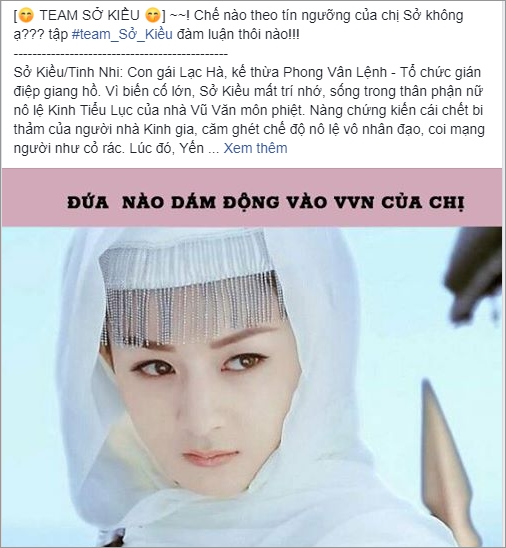 [😋 TEAM SỞ KIỀU 😋] ~~! Chế nào theo tín ngưỡng của chị Sở không
ạ??? tập #team_Sở_Kiều đàm luận thôi nào!!!
----------------------------------------------
Sở Kiều/Tinh Nhi: Con gái Lạc Hà, kế thừa Phong Vân Lệnh - Tổ chức gián
điệp giang hồ. Vì biến cố lớn, Sở Kiều mất trí nhớ, sống trong thân phận nữ
nô lệ Kinh Tiểu Lục của nhà Vũ Văn môn phiệt. Nàng chứng kiến cái chết bi
thảm của người nhà Kinh gia, căm ghét chế độ nô lệ vô nhân đạo, coi mạng
người như cỏ rác. Lúc đó, Yến ... Xem thêm
ĐỨA NÀO DÁM ĐỘNG VÀO VVN CỦA CHỊ